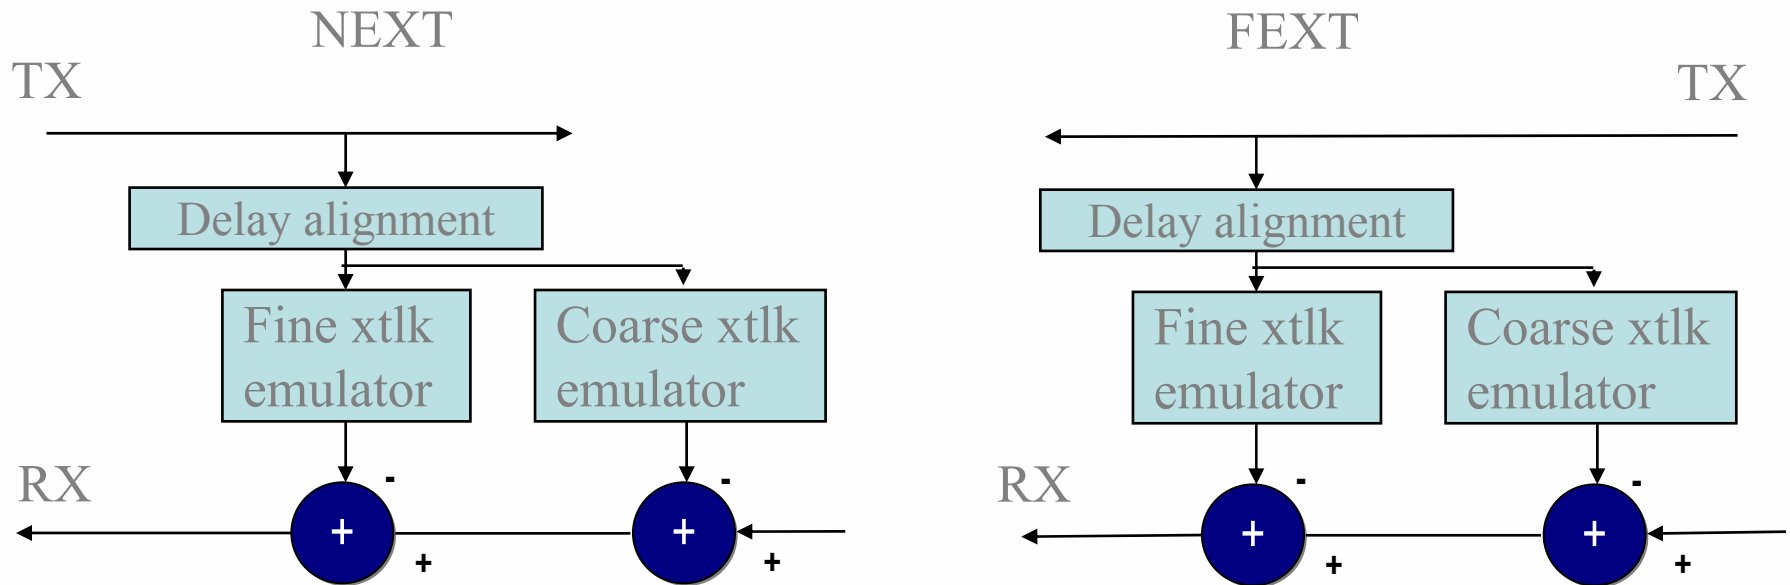 NEXT
TX
Delay alignment
Fine xtlk
emulator
Coarse xtlk
emulator
RX
-
-
+
+
+
+
FEXT
TX
Delay alignment
Fine xtlk
emulator
Coarse xtlk
emulator
RX
-
-
+
+
+
+